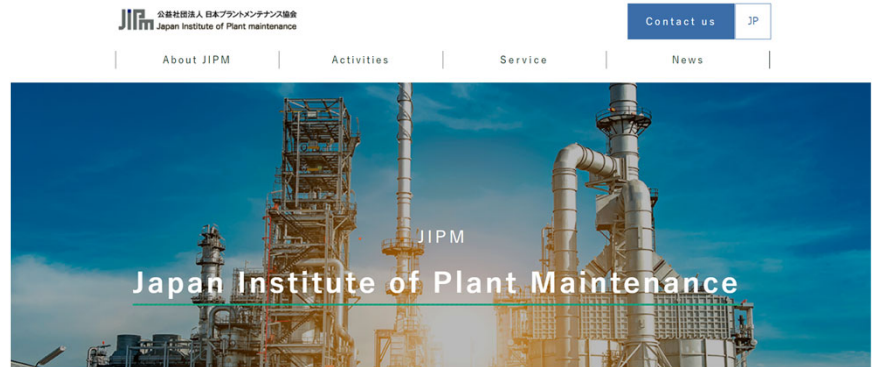 JIPM
公益社団法人 日本プラントメンテナンス協会
Japan Institute of Plant maintenance
Contact us
JP
About JIPM
Activities
Service
News
JIPM
Japan Institute of Plant Maintenance